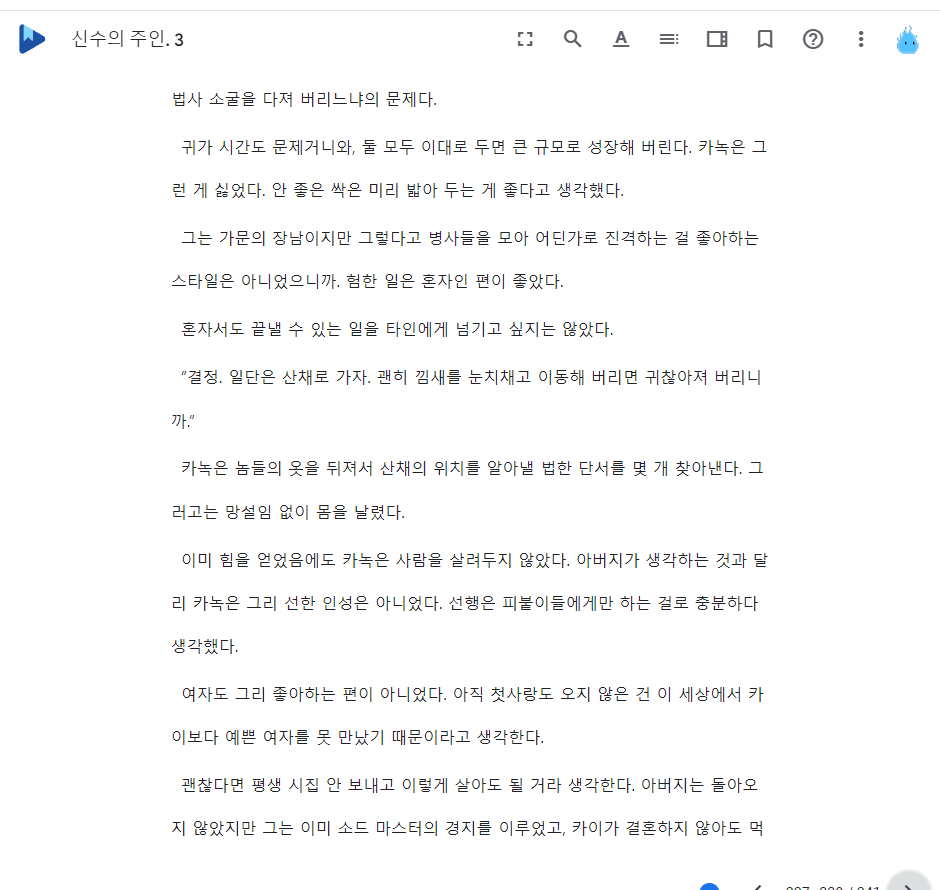 신수의 주인. 3
법사 소굴을 다져 버리느냐의 문제다.
귀가 시간도 문제거니와, 둘 모두 이대로 두면 큰 규모로 성장해 버린다. 카녹은 그
런 게 싫었다. 안 좋은 싹은 미리 밟아 두는 게 좋다고 생각했다.
그는 가문의 장남이지만 그렇다고 병사들을 모아 어딘가로 진격하는 걸 좋아하는
스타일은 아니었으니까. 험한 일은 혼자인 편이 좋았다.
혼자서도 끝낼 수 있는 일을 타인에게 넘기고 싶지는 않았다.
“결정. 일단은 산채로 가자. 괜히 낌새를 눈치채고 이동해 버리면 귀찮아져 버리니
까.”
카녹은 놈들의 옷을 뒤져서 산채의 위치를 알아낼 법한 단서를 몇 개 찾아낸다. 그
러고는 망설임 없이 몸을 날렸다.
이미 힘을 얻었음에도 카녹은 사람을 살려두지 않았다. 아버지가 생각하는 것과 달
리 카녹은 그리 선한 인성은 아니었다. 선행은 피붙이들에게만 하는 걸로 충분하다
생각했다.
여자도 그리 좋아하는 편이 아니었다. 아직 첫사랑도 오지 않은 건 이 세상에서 카
이보다 예쁜 여자를 못 만났기 때문이라고 생각한다.
괜찮다면 평생 시집 안 보내고 이렇게 살아도 될 거라 생각한다. 아버지는 돌아오
지 않았지만 그는 이미 소드 마스터의 경지를 이루었고, 카이가 결혼하지 않아도 먹